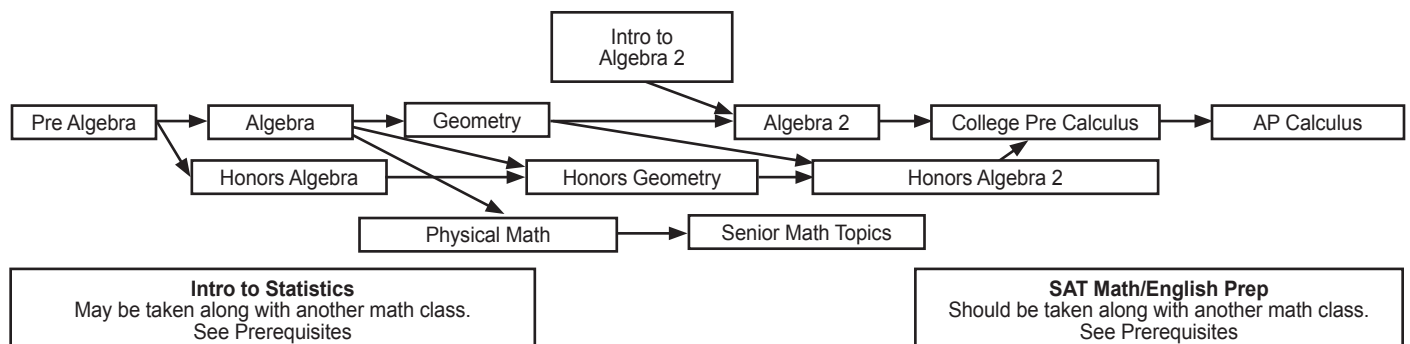 Intro to
Algebra 2
Pre Algebra
Algebra
Geometry
Algebra 2
College Pre Calculus
AP Calculus
Honors Algebra
Honors Geometry
Honors Algebra 2
Physical Math
Senior Math Topics
Intro to Statistics
May be taken along with another math class.
See Prerequisites
SAT Math/English Prep
Should be taken along with another math class.
See Prerequisites